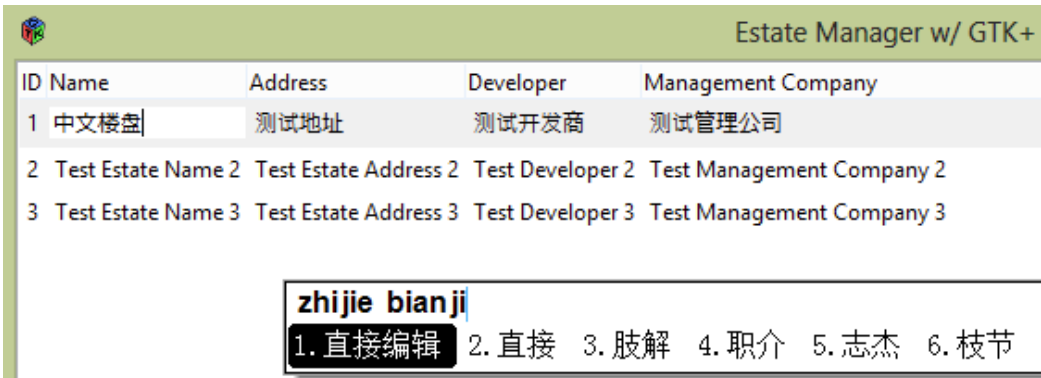 Estate Manager w/ GTK+
ID Name Address Developer Management Company
1 中文楼盘 测试地址 测试开发商 测试管理公司
2 Test Estate Name 2 Test Estate Address 2 Test Developer 2 Test Management Company 2
3 Test Estate Name 3 Test Estate Address 3 Test Developer 3 Test Management Company 3
zhijie bianji
1.直接编辑 2.直接 3.肢解 4.职介 5.志杰 6.枝节